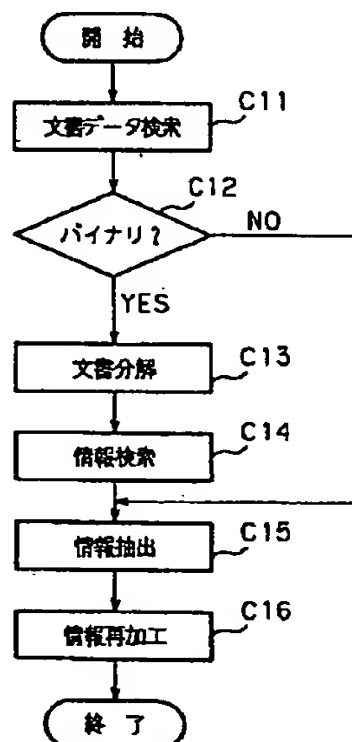 開 始
C11
文書データ検索
C12
バイナリ?
NO
YES
C13
文書分解
C14
情報検索
C15
情報抽出
C16
情報再加工
終 了